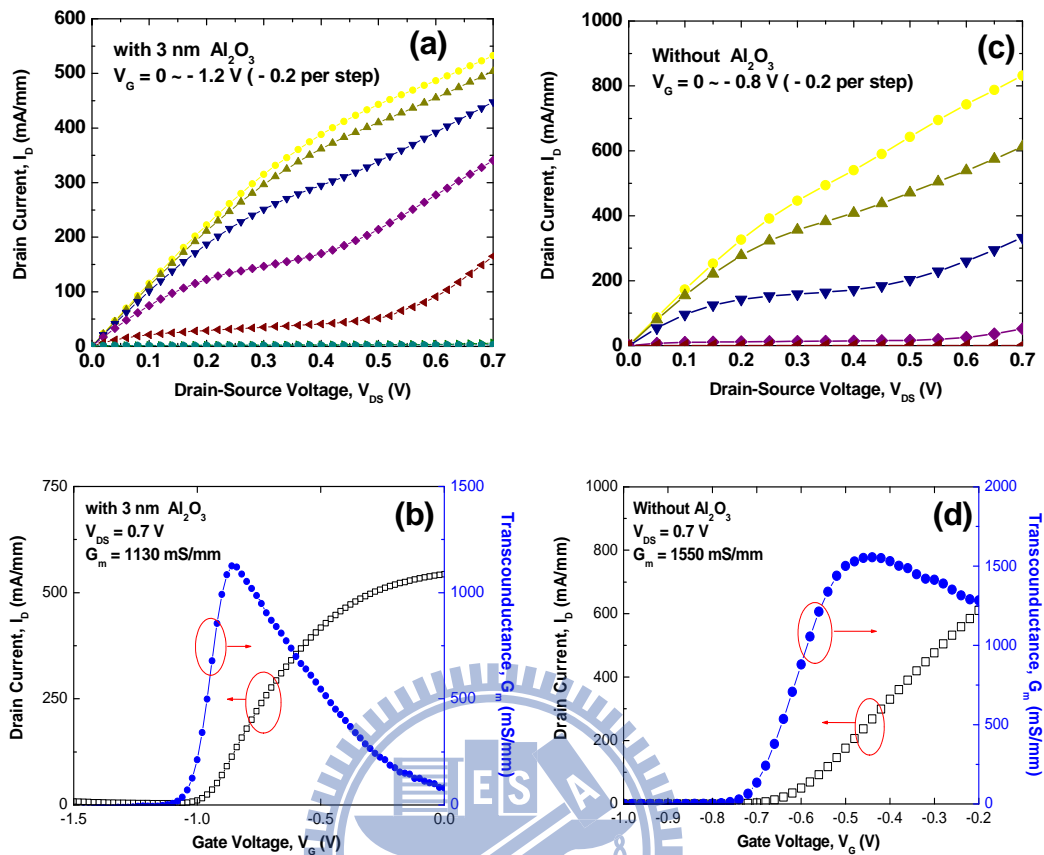 (a)
with 3 nm Al2O3
VG = 0 ~ - 1.2 V ( - 0.2 per step)
600
500
400
300
200
100
0
Drain Current, ID (mA/mm)
0.0 0.1 0.2 0.3 0.4 0.5 0.6 0.7
Drain-Source Voltage, VDS (V)
(c)
Without Al2O3
VG = 0 ~ - 0.8 V ( - 0.2 per step)
1000
800
600
400
200
0
Drain Current, ID (mA/mm)
0.0 0.1 0.2 0.3 0.4 0.5 0.6 0.7
Drain-Source Voltage, VDS (V)
(b)
with 3 nm Al2O3
VDS = 0.7 V
Gm = 1130 mS/mm
750
500
250
0
Drain Current, ID (mA/mm)
1500
1000
500
0
Transcounductance, Gm (mS/mm)
-1.5 -1.0 -0.5 0.0
Gate Voltage, VG (V)
(d)
Without Al2O3
VDS = 0.7 V
Gm = 1550 mS/mm
1000
800
600
400
200
0
Drain Current, ID (mA/mm)
2000
1500
1000
500
0
Transcounductance, Gm (mS/mm)
-1.0 -0.9 -0.8 -0.7 -0.6 -0.5 -0.4 -0.3 -0.2
Gate Voltage, VG (V)
E S A